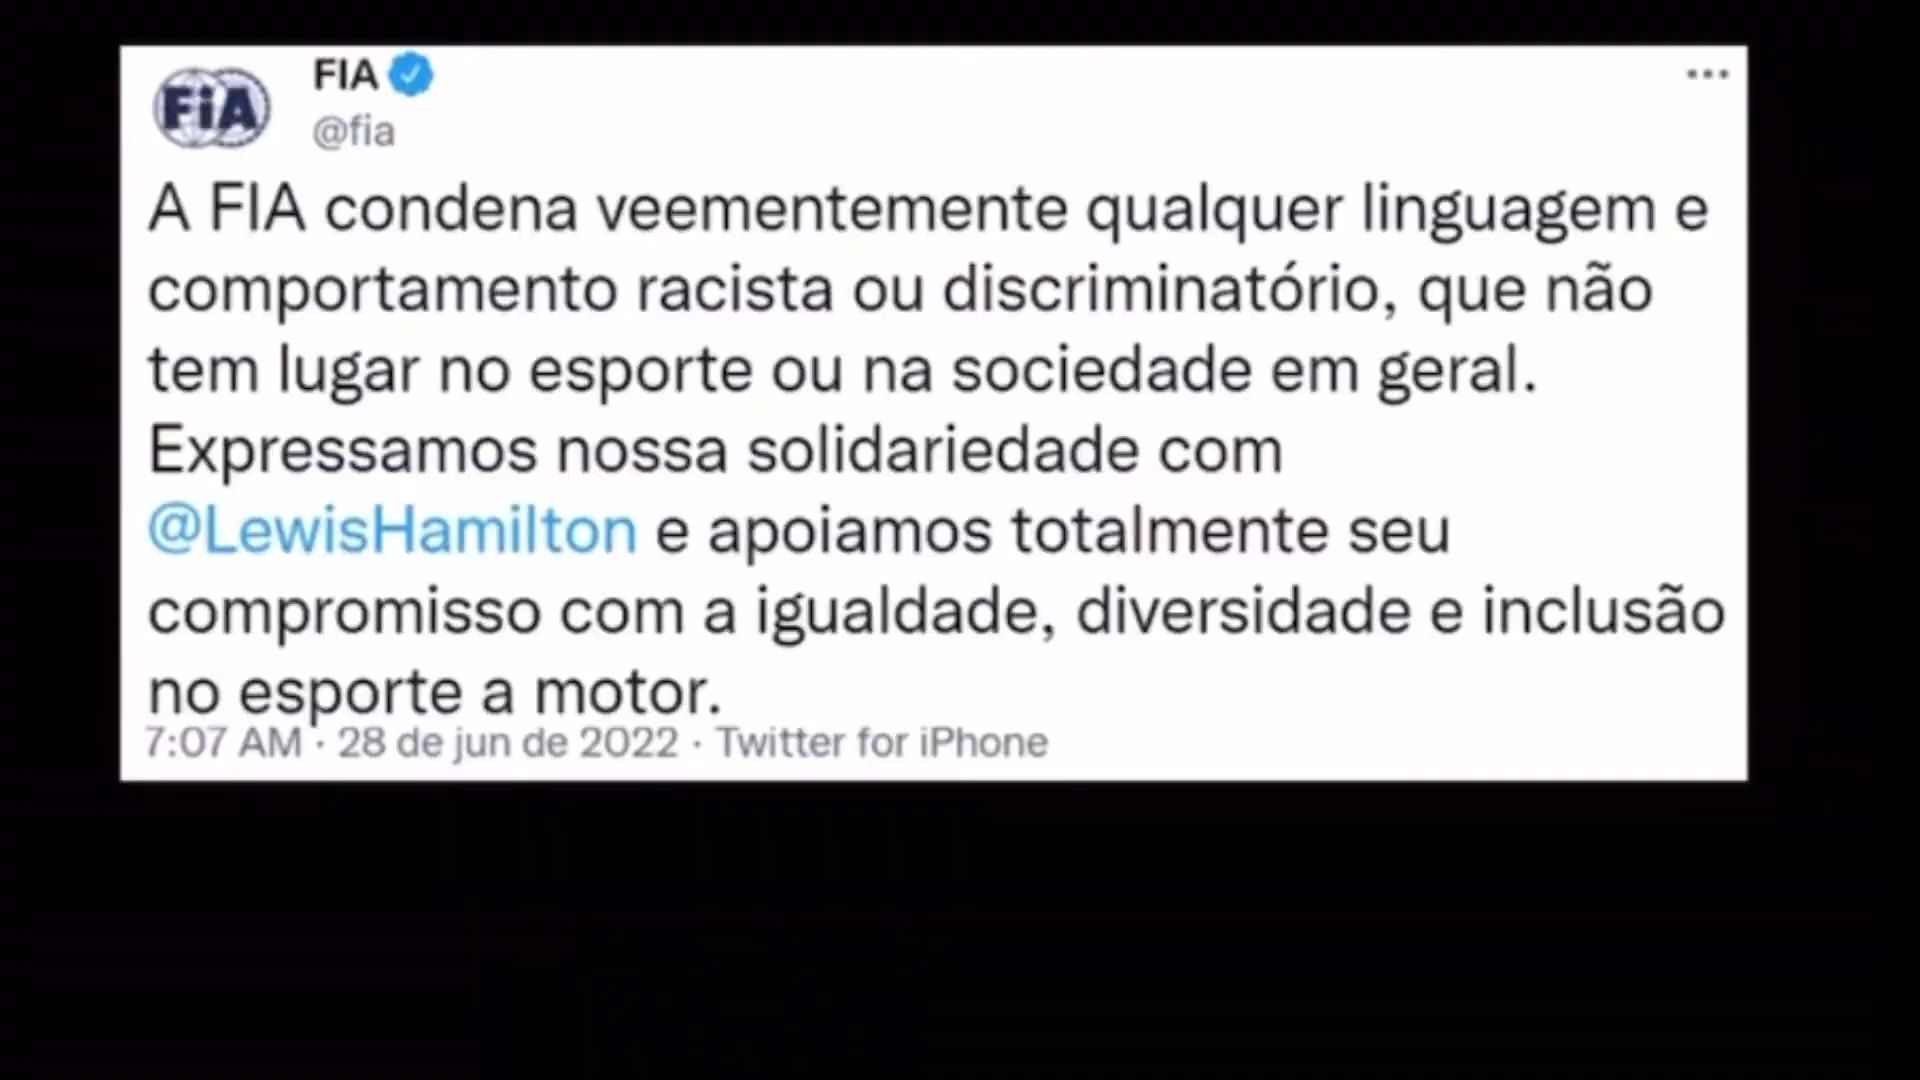 FIA
FIA
@fia
A FIA condena veementemente qualquer linguagem e
comportamento racista ou discriminatório, que não
tem lugar no esporte ou na sociedade em geral.
Expressamos nossa solidariedade com
@LewisHamilton e apoiamos totalmente seu
compromisso com a igualdade, diversidade e inclusão
no esporte a motor.
7:07 AM · 28 de jun de 2022 · Twitter for iPhone